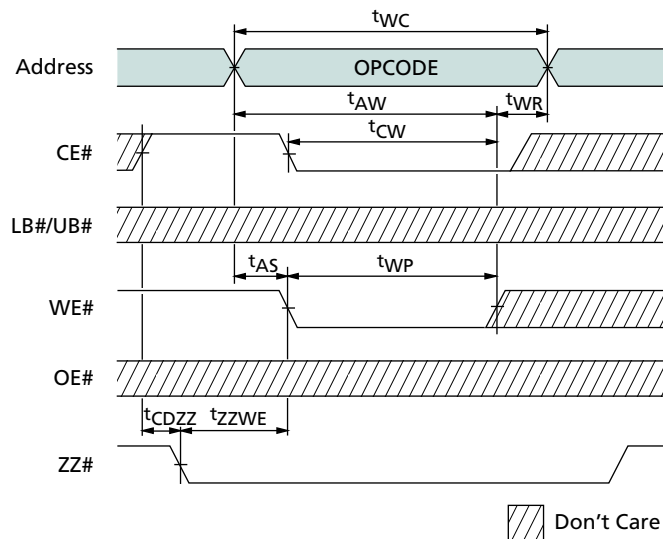 tWC
Address
OPCODE
tAW
tWR
tCW
CE#
LB#/UB#
tAS
tWP
WE#
OE#
tCDZZ
tZZWE
ZZ#
Don't Care